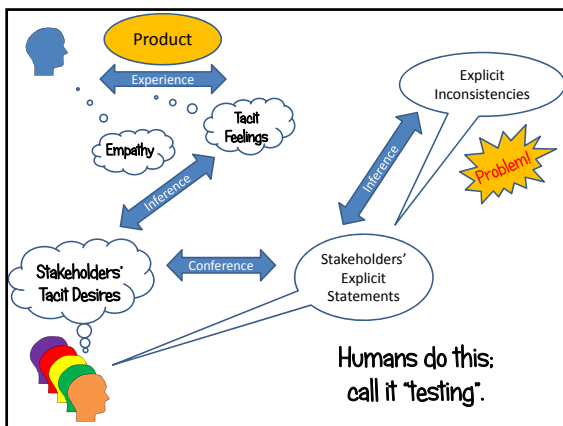 Product
Experience
Explicit
Inconsistencies
Tacit
Feelings
Empathy
Problem!
Inference
Inference
Stakeholders'
Tacit Desires
Conference
Stakeholders'
Explicit
Statements
Humans do this;
call it "testing".